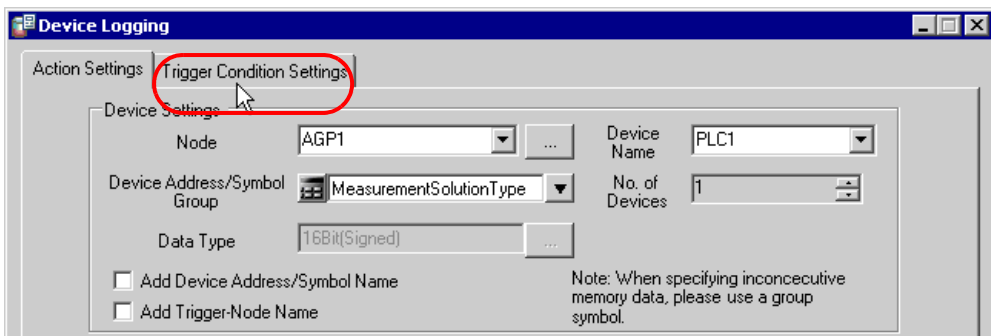 Device Logging
Action Settings
Trigger Condition Settings
Device Settings
Node
AGP1
...
Device
Name
PLC1
Device Address/Symbol
Group
MeasurementSolutionType
No. of
Devices
1
Data Type
16Bit(Signed)
...
Add Device Address/Symbol Name
Add Trigger-Node Name
Note: When specifying inconcecutive
memory data, please use a group
symbol.